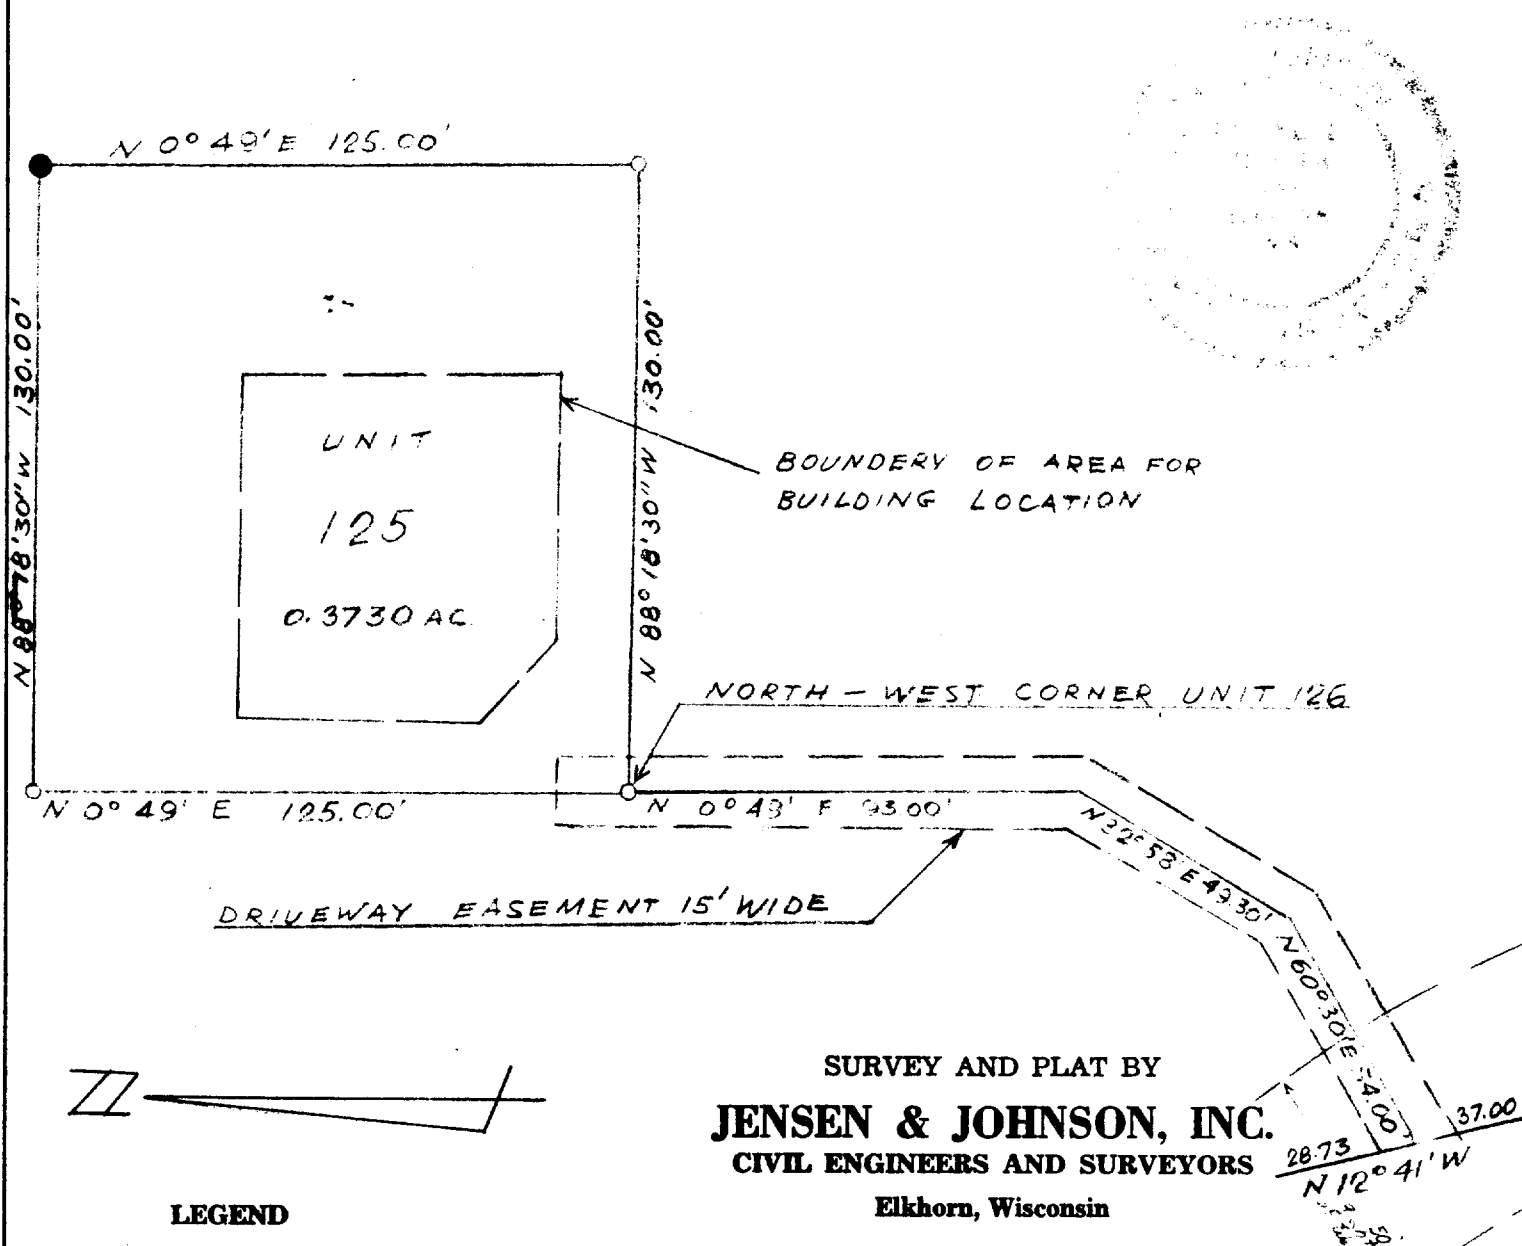 N 0° 49' E 125.00'
N 88° 18' 30" W 130.00'
N 88° 18' 30" W 130.00'
UNIT
125
0.3730 AC.
BOUNDERY OF AREA FOR
BUILDING LOCATION
NORTH - WEST CORNER UNIT 126
N 0° 49' E 125.00'
N 0° 49' E 93.00'
N 32° 58' E 49.30'
DRIVEWAY EASEMENT 15' WIDE
N 60° 30' E 54.00'
37.00
28.73
N 12° 41' W
N
SURVEY AND PLAT BY
JENSEN & JOHNSON, INC.
CIVIL ENGINEERS AND SURVEYORS
Elkhorn, Wisconsin
LEGEND